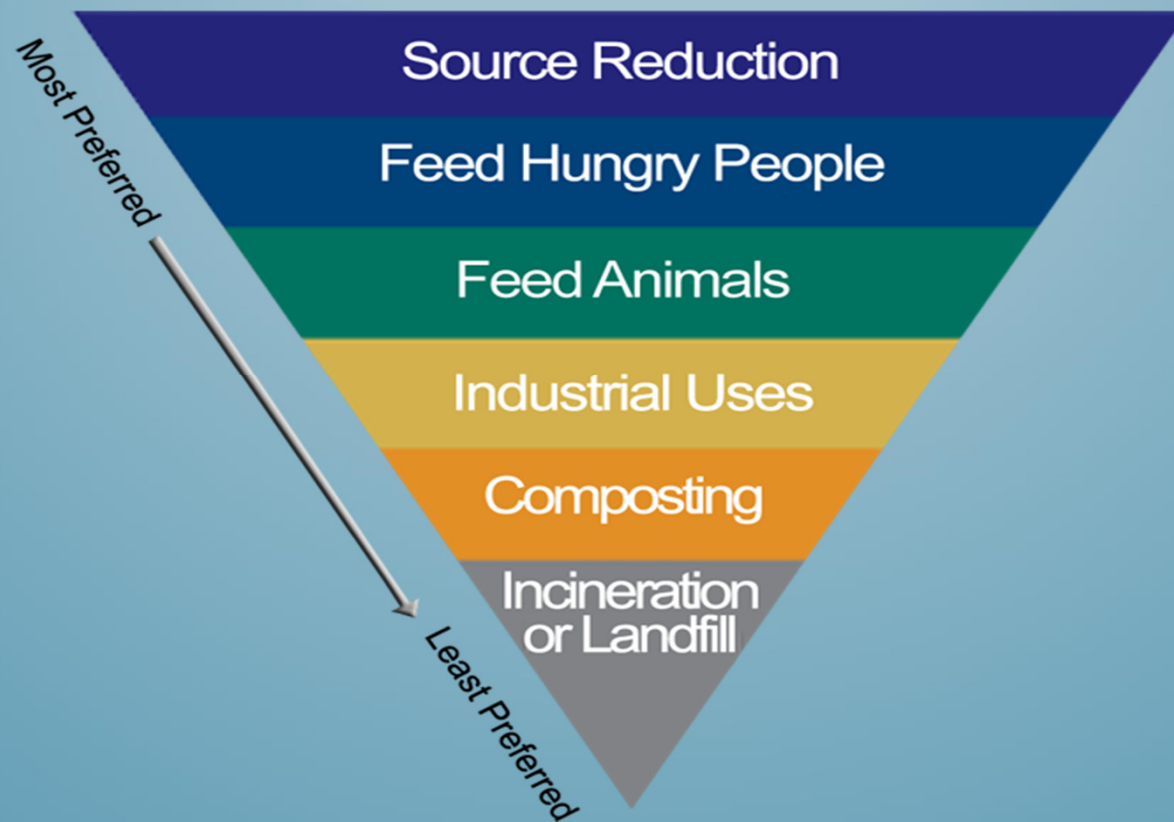 Source Reduction
Feed Hungry People
Feed Animals
Industrial Uses
Composting
Incineration
or Landfill
Most Preferred
Least Preferred